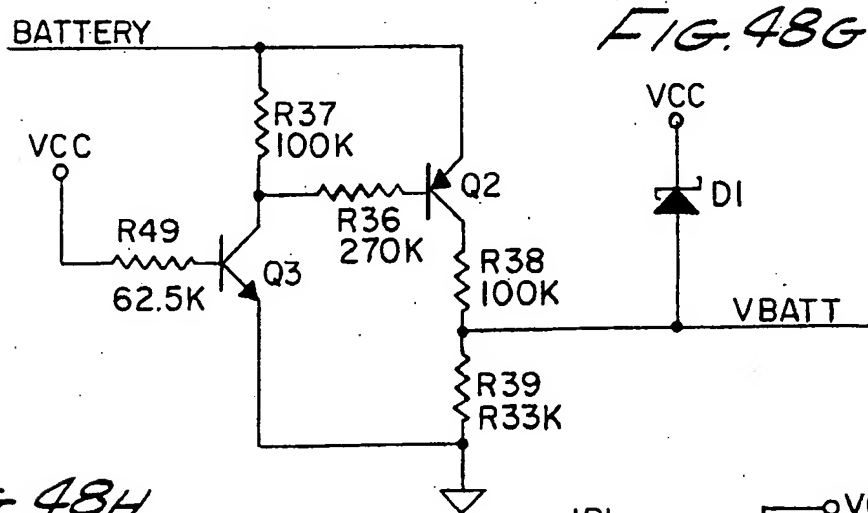 BATTERY
FIG. 48G
R37
100K
VCC
VCC
D1
Q2
R49
R36
270K
62.5K
Q3
R38
100K
VBATT
R39
R33K
48H